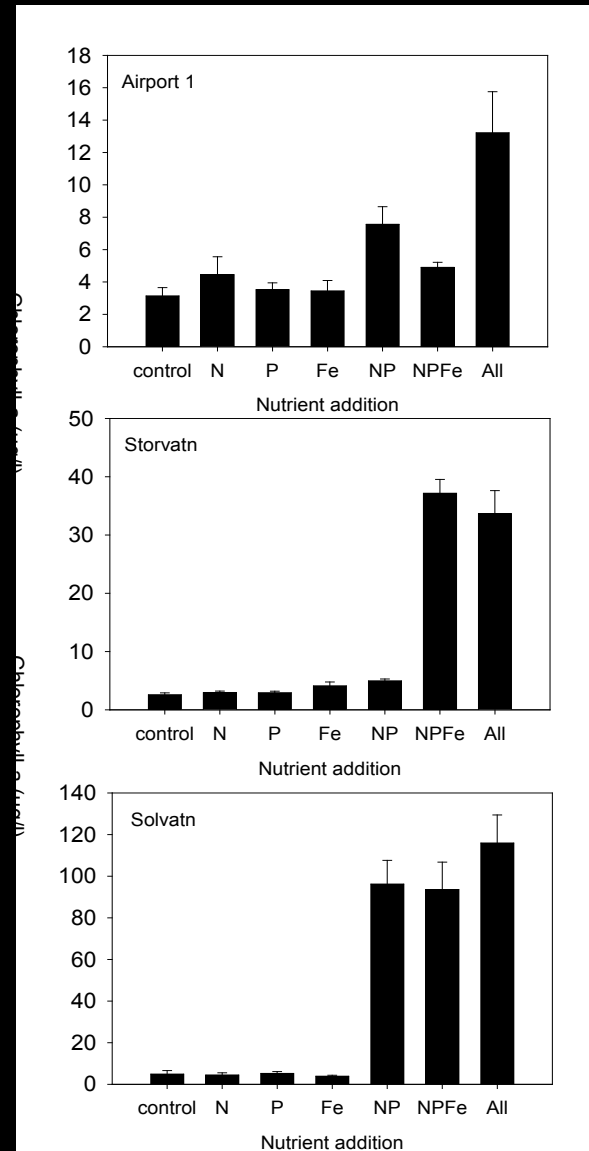 18
16
14
12
10
8
6
4
2
0
Airport 1
control N P Fe NP NPFe All
Nutrient addition
50
40
30
20
10
0
Storvatn
control N P Fe NP NPFe All
Nutrient addition
140
120
100
80
60
40
20
0
Solvatn
control N P Fe NP NPFe All
Nutrient addition